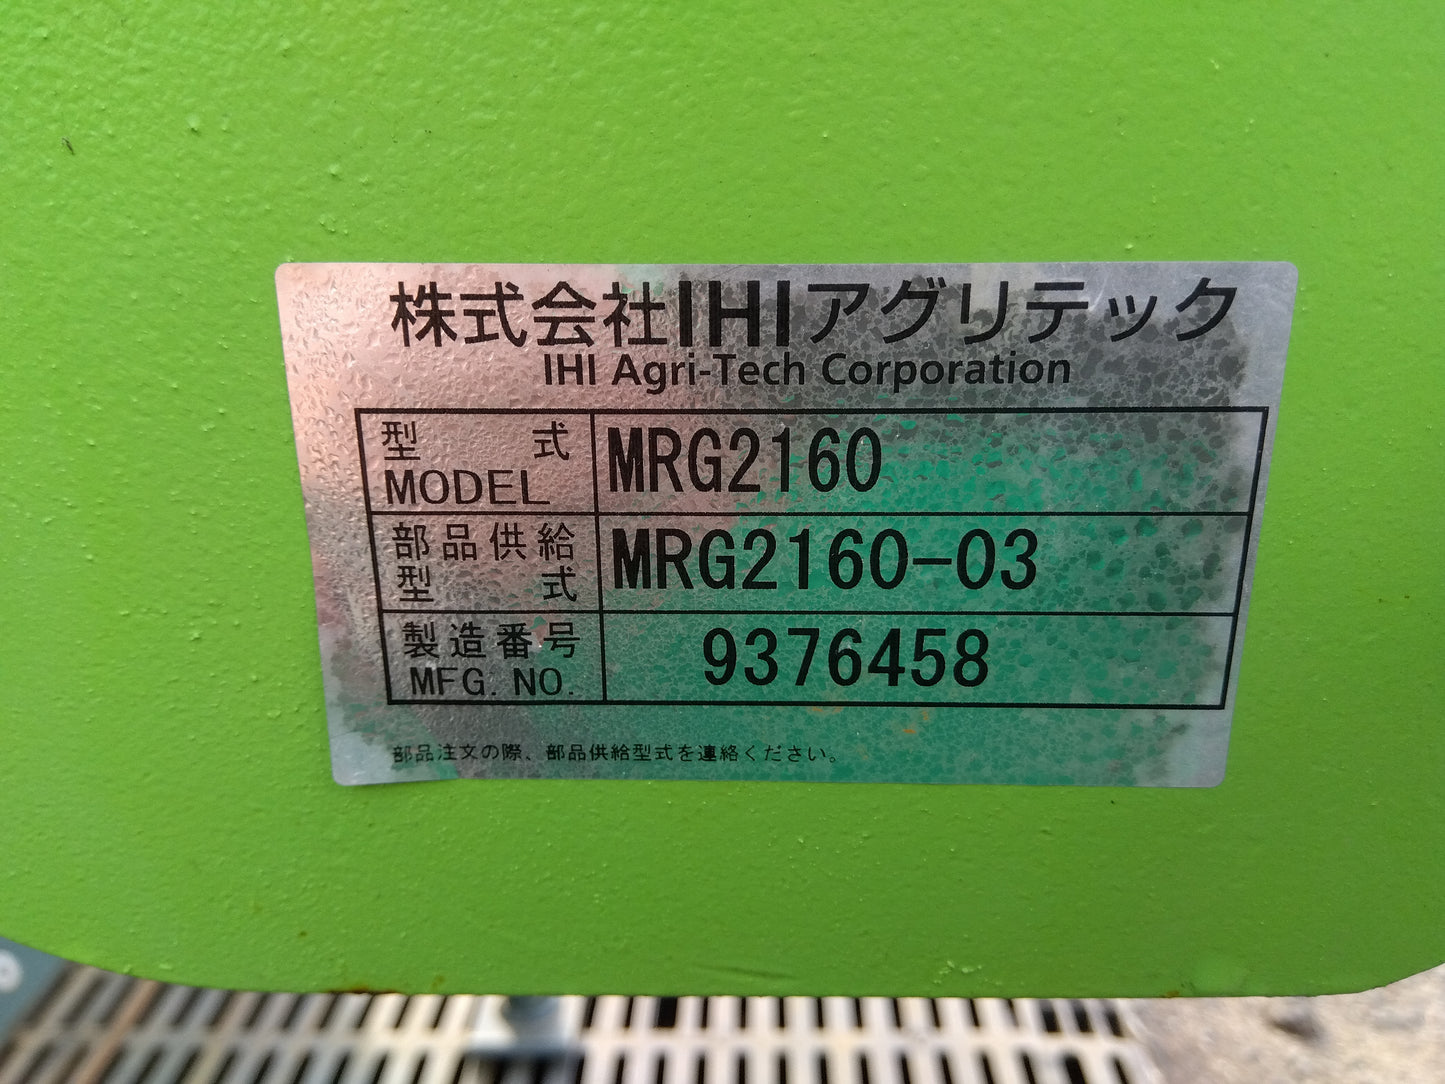 株式会社IHIアグリテック
IHI Agri-Tech Corporation
型式 MRG2160
MODEL
部品供給 MRG2160-03
型式
製造番号 9376458
MFG. NO.
部品注文の際、部品供給型式を連絡ください。